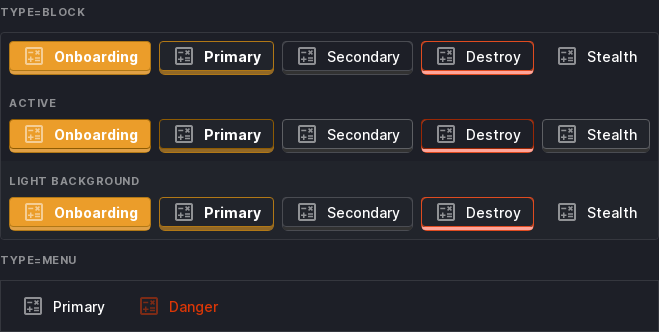 TYPE=BLOCK
Onboarding Primary Secondary Destroy Stealth
ACTIVE
Onboarding Primary Secondary Destroy Stealth
LIGHT BACKGROUND
Onboarding Primary Secondary Destroy Stealth
TYPE=MENU
Primary Danger